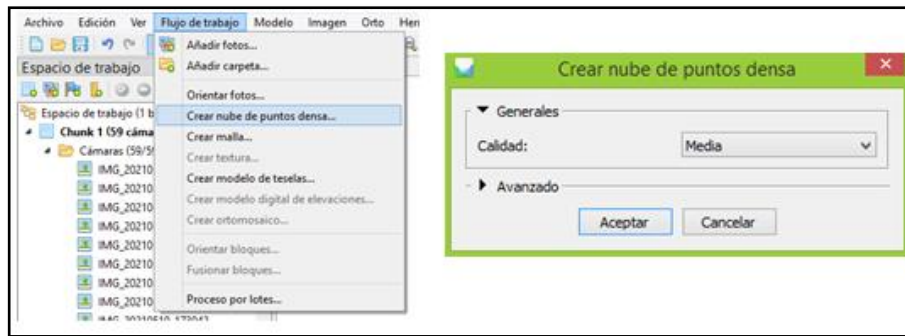 Archivo Edición Ver Flujo de trabajo Modelo Imagen Orto
Añadir fotos...
Espacio de trabajo
Añadir carpeta...
Orientar fotos...
Espacio de trabajo (1 b
Crear nube de puntos densa...
Chunk 1 (59 cáma
Crear malla...
Cámaras (59/59
Crear textura...
IMG_20210
Crear modelo de teselas...
IMG_20210
Crear modelo digital de elevaciones...
IMG_20210
Crear ortomosaico...
IMG_20210
Orientar bloques...
IMG_20210
Fusionar bloques...
IMG_20210
IMG_20210
Proceso por lotes...
IMG_20210
Crear nube de puntos densa
Generales
Calidad: Media
Avanzado
Aceptar Cancelar